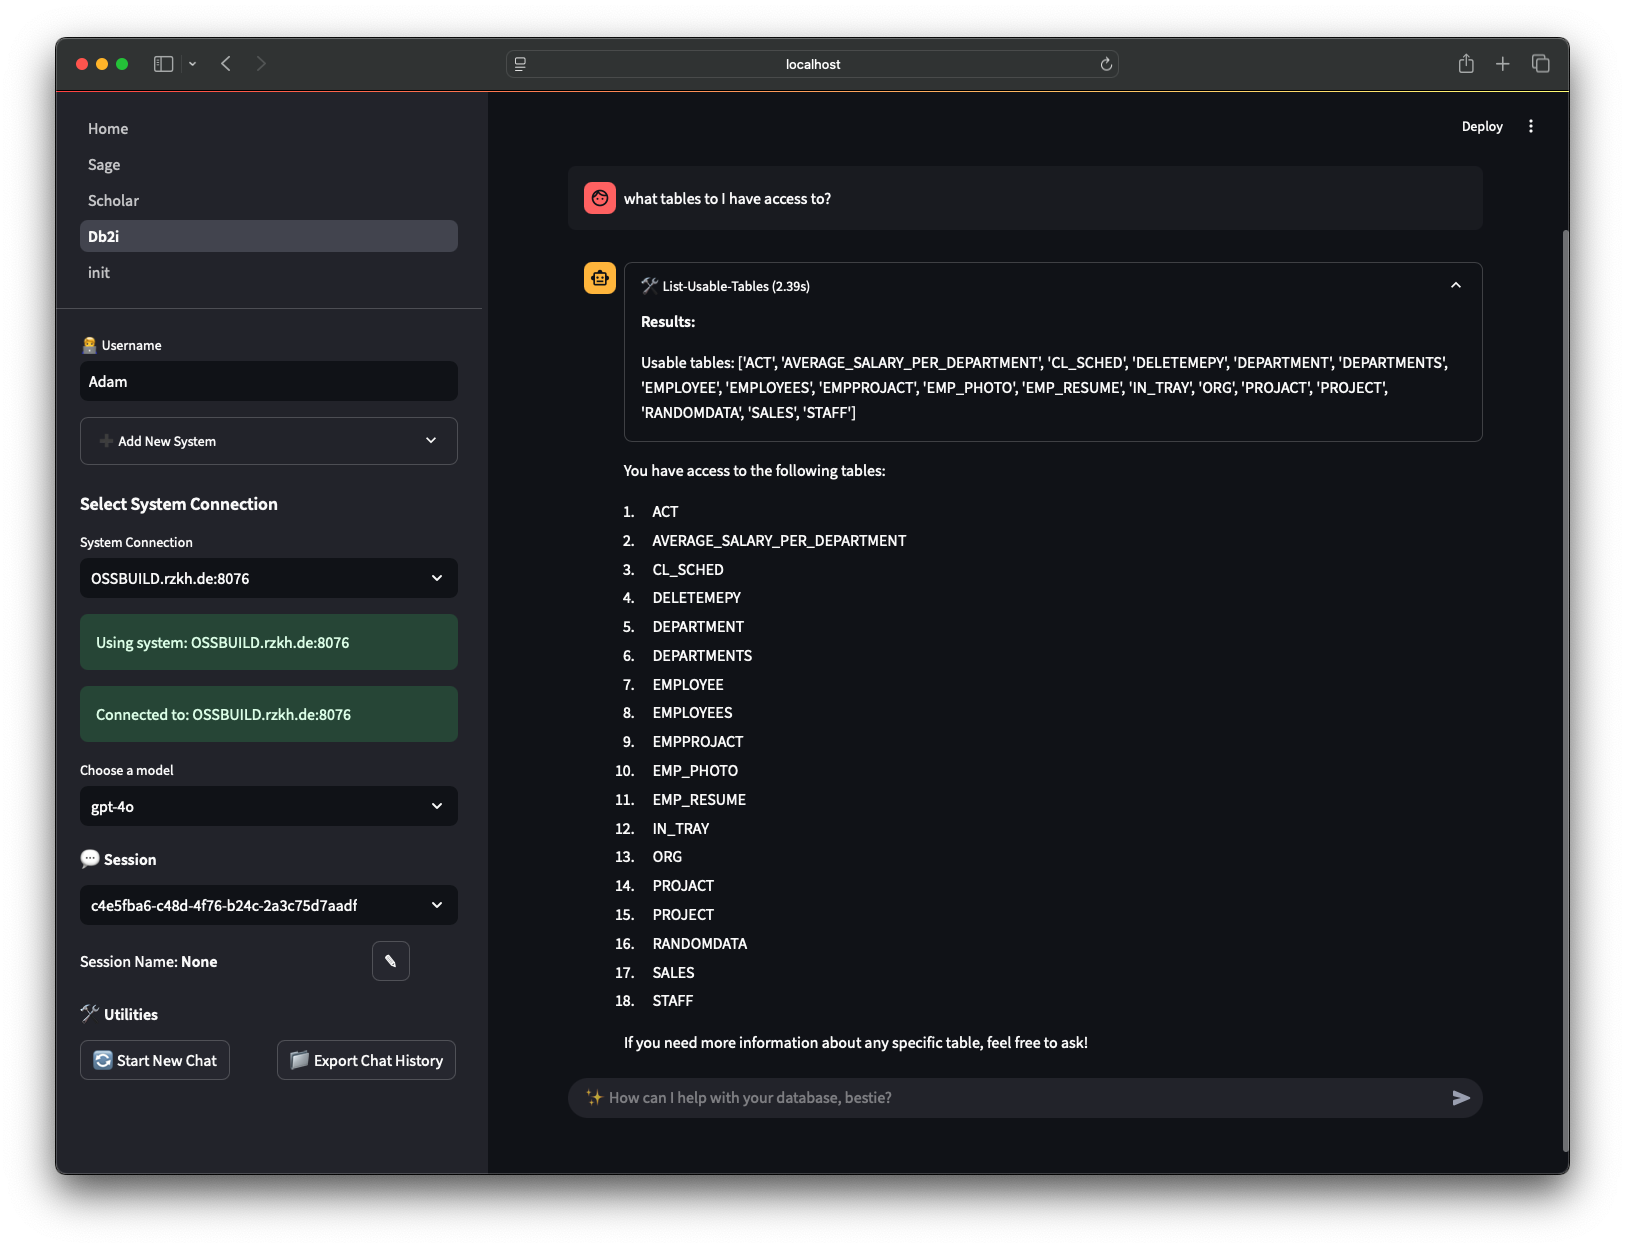 localhost
Home
Sage
Scholar
Db2i
init
Username
Adam
Add New System
Select System Connection
System Connection
OSSBUILD.rzkh.de:8076
Using system: OSSBUILD.rzkh.de:8076
Connected to: OSSBUILD.rzkh.de:8076
Choose a model
gpt-4o
Session
c4e5fba6-c48d-4f76-b24c-2a3c75d7aadf
Session Name: None
Utilities
Start New Chat
Export Chat History
Deploy
what tables to I have access to?
List-Usable-Tables (2.39s)
Results:
Usable tables: ['ACT', 'AVERAGE_SALARY_PER_DEPARTMENT', 'CL_SCHED', 'DELETEMEPY', 'DEPARTMENT', 'DEPARTMENTS',
'EMPLOYEE', 'EMPLOYEES', 'EMPPROJACT', 'EMP_PHOTO', 'EMP_RESUME', 'IN_TRAY', 'ORG', 'PROJACT', 'PROJECT',
'RANDOMDATA', 'SALES', 'STAFF']
You have access to the following tables:
1. ACT
2. AVERAGE_SALARY_PER_DEPARTMENT
3. CL_SCHED
4. DELETEMEPY
5. DEPARTMENT
6. DEPARTMENTS
7. EMPLOYEE
8. EMPLOYEES
9. EMPPROJACT
10. EMP_PHOTO
11. EMP_RESUME
12. IN_TRAY
13. ORG
14. PROJACT
15. PROJECT
16. RANDOMDATA
17. SALES
18. STAFF
If you need more information about any specific table, feel free to ask!
✨ How can I help with your database, bestie?